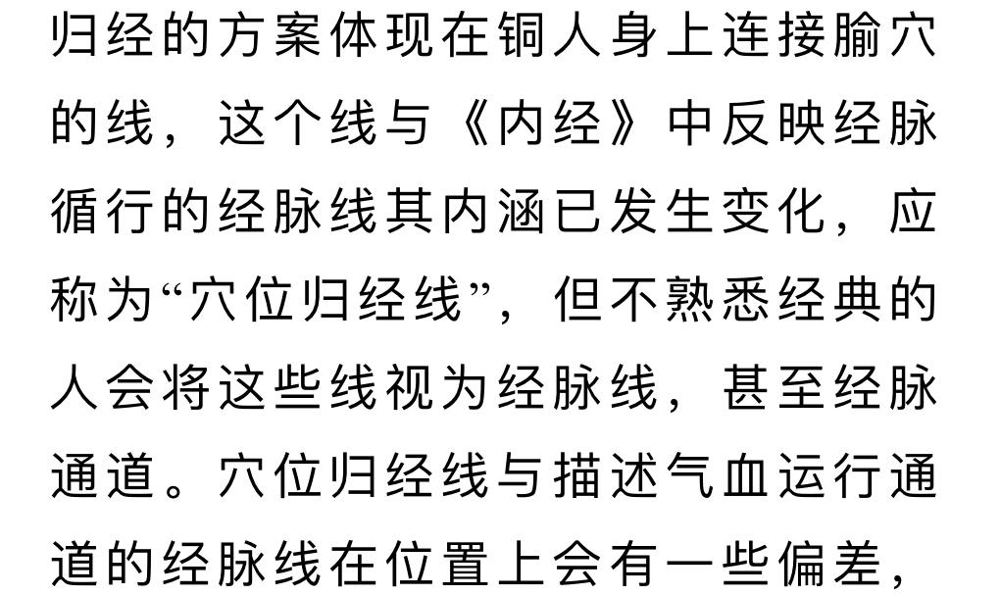 归经的方案体现在铜人身上连接腧穴
的线，这个线与《内经》中反映经脉
循行的经脉线其内涵已发生变化，应
称为“穴位归经线”，但不熟悉经典的
人会将这些线视为经脉线，甚至经脉
通道。穴位归经线与描述气血运行通
道的经脉线在位置上会有一些偏差，